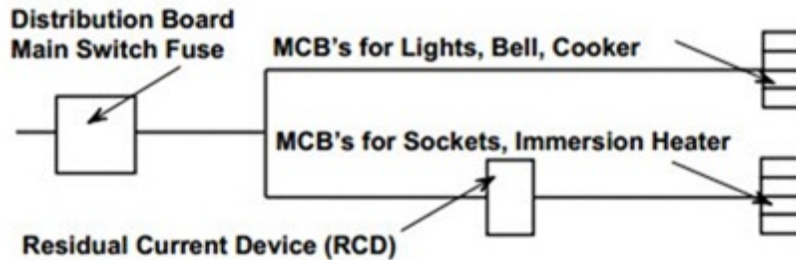 Distribution Board
Main Switch Fuse
MCB's for Lights, Bell, Cooker
MCB's for Sockets, Immersion Heater
Residual Current Device (RCD)